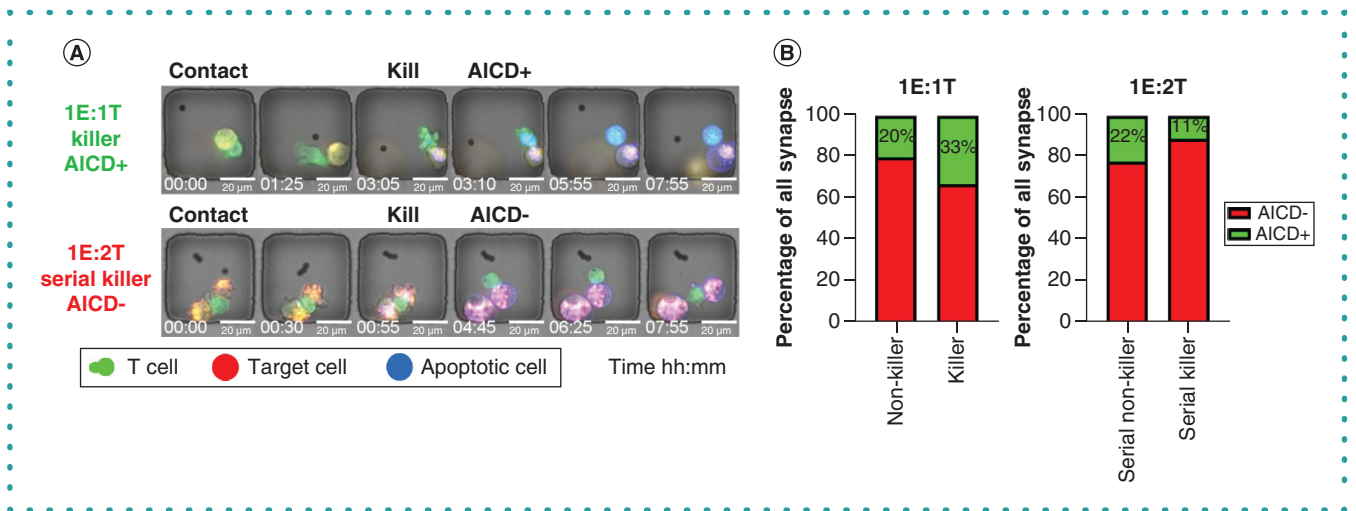 A
Contact Kill AICD+
1E:1T
killer
AICD+
00:00 20 µm 01:25 20 µm 03:05 20 µm 03:10 20 µm 05:55 20 µm 07:55 20 µm
Contact Kill AICD-
1E:2T
serial killer
AICD-
00:00 20 µm 00:30 20 µm 00:55 20 µm 04:45 20 µm 06:25 20 µm 07:55 20 µm
T cell Target cell Apoptotic cell Time hh:mm
B
1E:1T
Percentage of all synapse
100
80
60
40
20
0
20%
33%
Non-killer
Killer
1E:2T
Percentage of all synapse
100
80
60
40
20
0
22%
11%
Serial non-killer
Serial killer
AICD-
AICD+